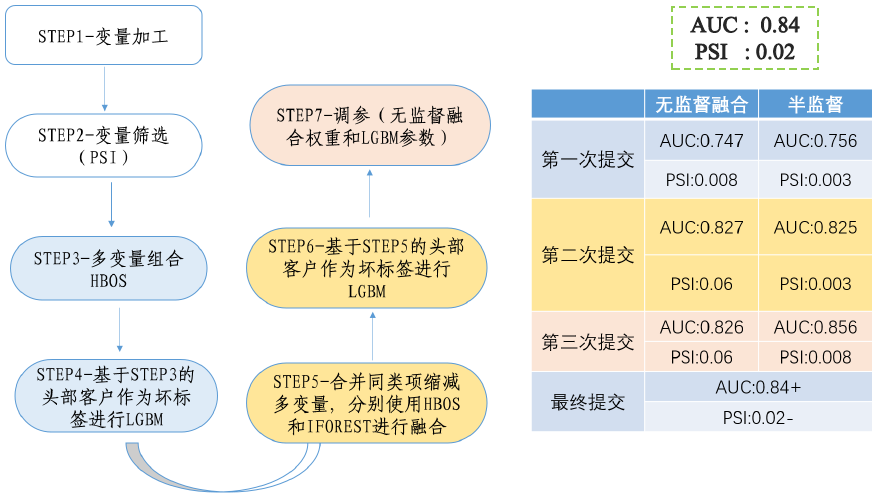 STEP1-变量加工
STEP2-变量筛选
（PSI）
STEP3-多变量组合
HBOS
STEP4-基于STEP3的
头部客户作为坏标
签进行LGBM
STEP5-合并同类项缩减
多变量，分别使用HBOS
和IFOREST进行融合
STEP6-基于STEP5的头部
客户作为坏标签进行
LGBM
STEP7-调参（无监督融
合权重和LGBM参数）
AUC : 0.84
PSI : 0.02
无监督融合 半监督
第一次提交
AUC:0.747 AUC:0.756
PSI:0.008 PSI:0.003
第二次提交
AUC:0.827 AUC:0.825
PSI:0.06 PSI:0.003
第三次提交
AUC:0.826 AUC:0.856
PSI:0.06 PSI:0.008
最终提交
AUC:0.84+
PSI:0.02-